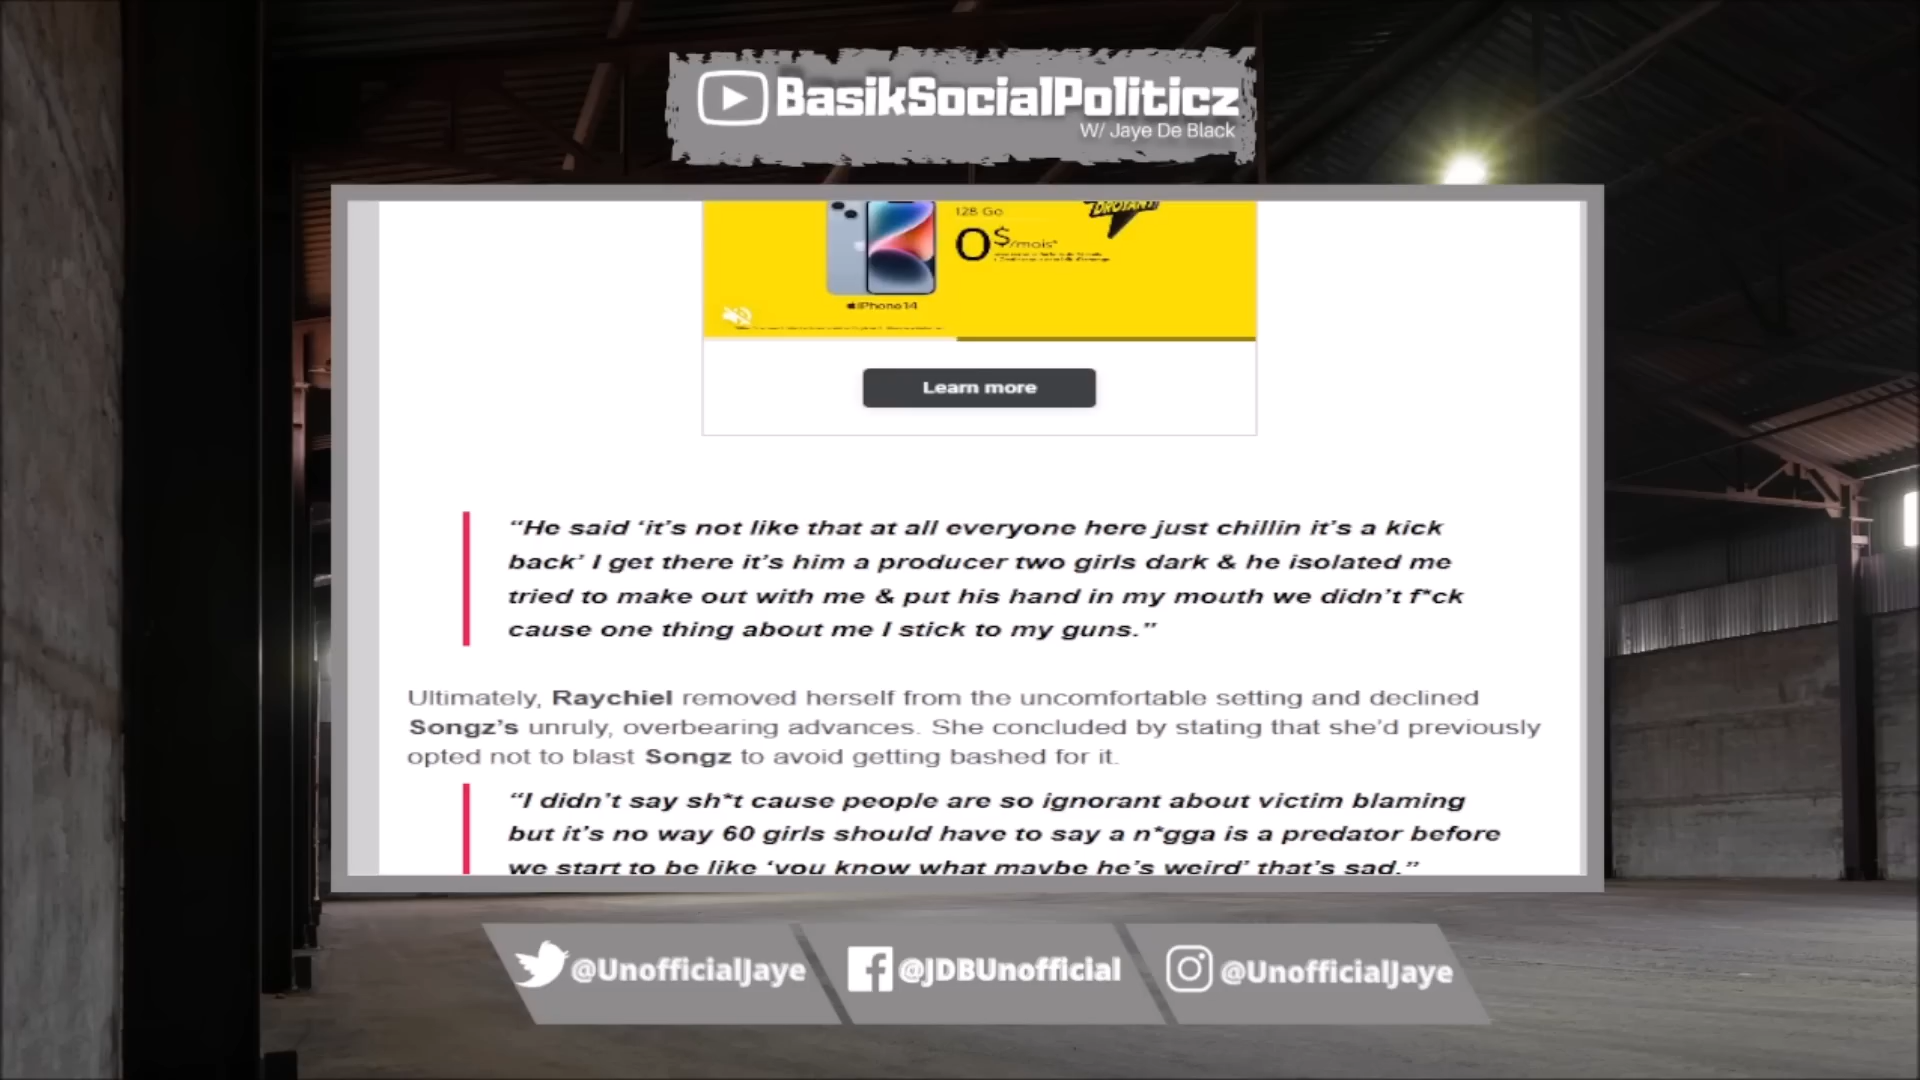 BasikSocialPoliticz
W/ Jaye De Black
128 Go
0$/mois*
iPhone 14
Learn more
“He said ‘it’s not like that at all everyone here just chillin it’s a kick
back’ I get there it’s him a producer two girls dark & he isolated me
tried to make out with me & put his hand in my mouth we didn’t f*ck
cause one thing about me I stick to my guns.”
Ultimately, Raychiel removed herself from the uncomfortable setting and declined
Songz’s unruly, overbearing advances. She concluded by stating that she’d previously
opted not to blast Songz to avoid getting bashed for it.
“I didn’t say sh*t cause people are so ignorant about victim blaming
but it’s no way 60 girls should have to say a n*gga is a predator before
we start to be like ‘you know what maybe he’s weird’ that’s sad.”
@UnofficialJaye
@JDBUnofficial
@UnofficialJaye